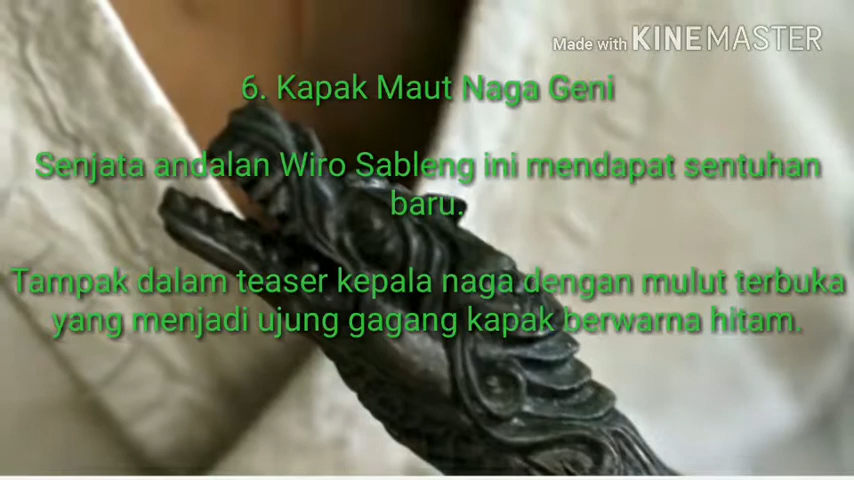 Made with KINEMASTER
6. Kapak Maut Naga Geni
Senjata andalan Wiro Sableng ini mendapat sentuhan
baru.
Tampak dalam teaser kepala naga dengan mulut terbuka
yang menjadi ujung gagang kapak berwarna hitam.